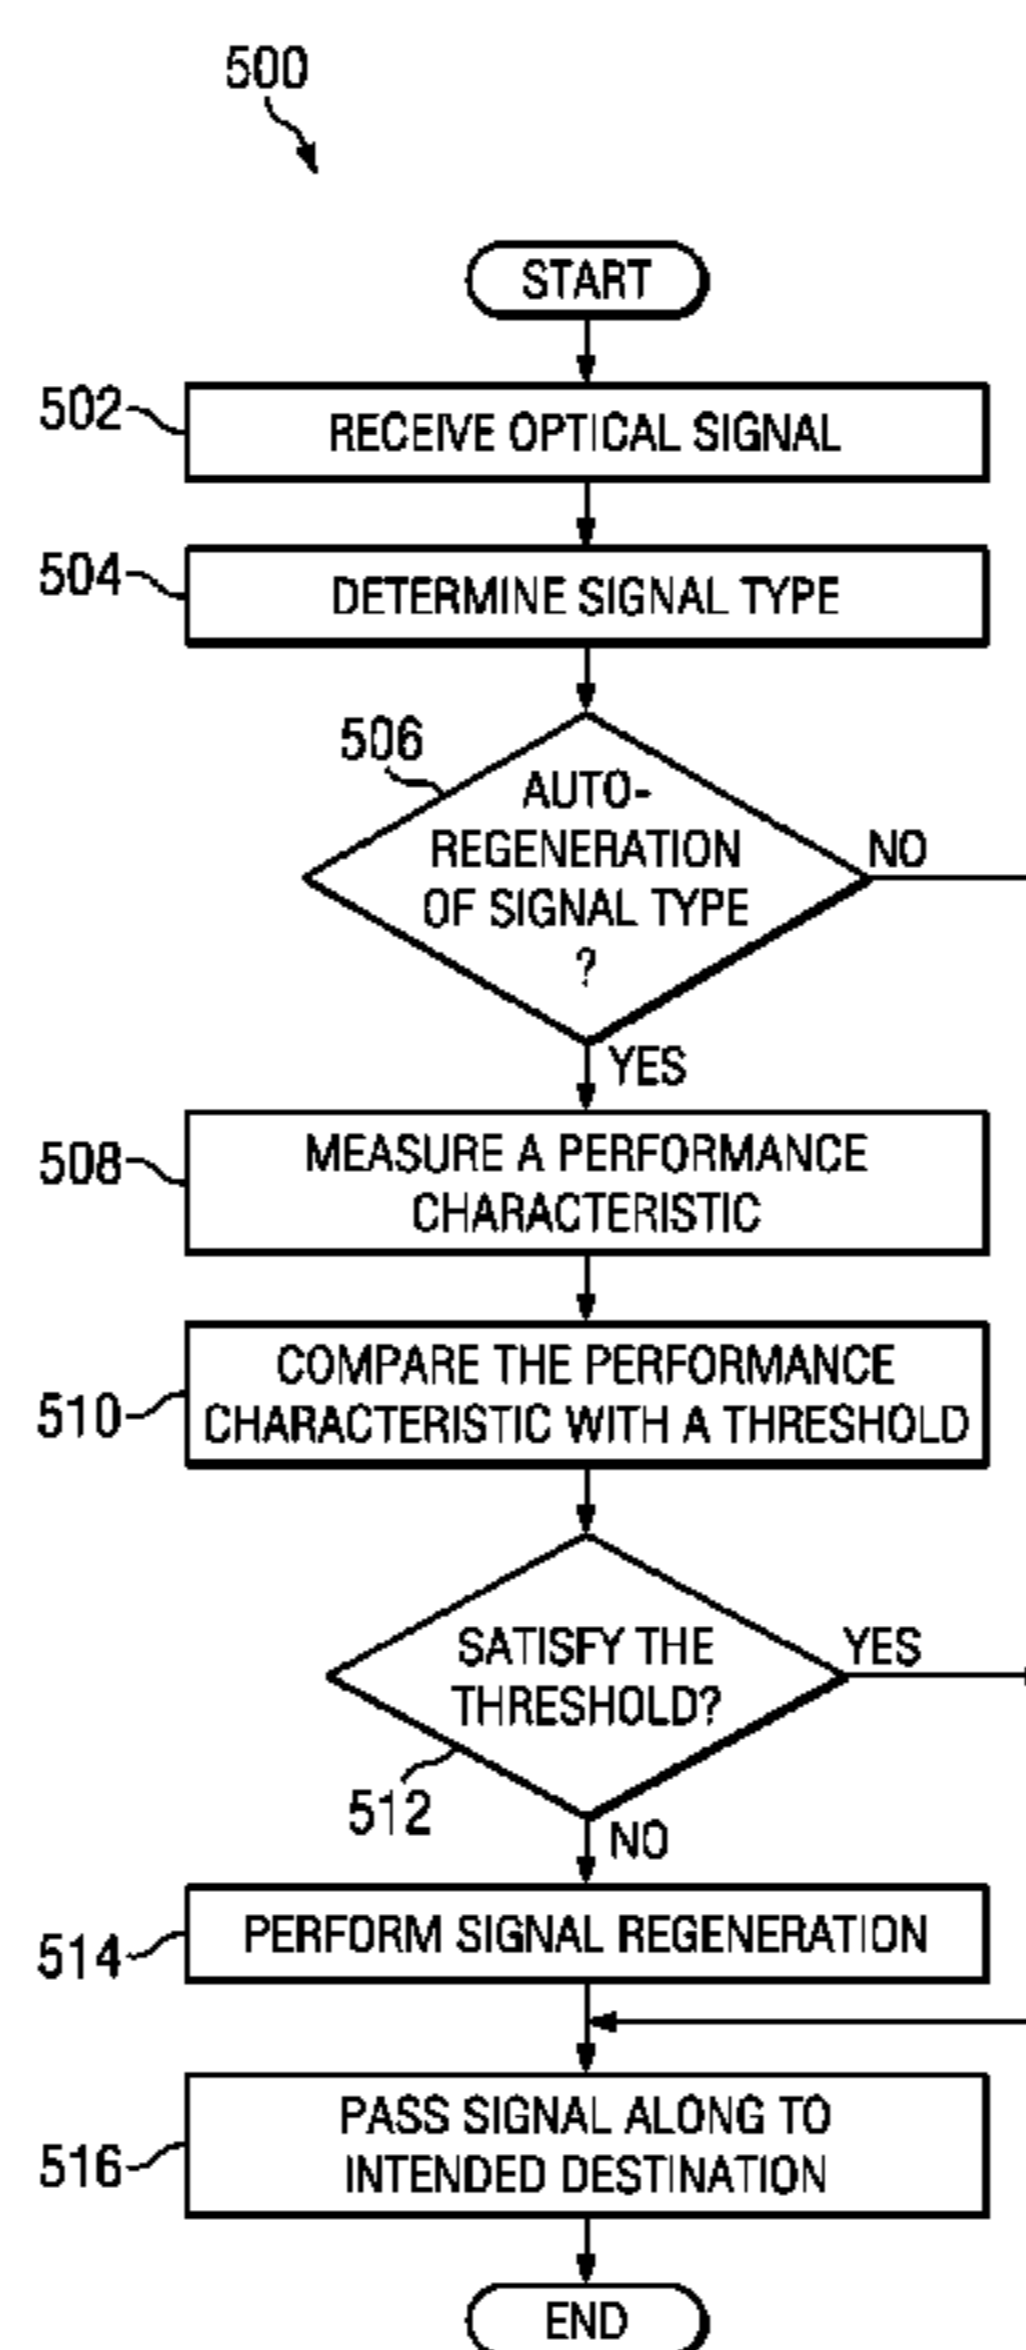 500
START
502
RECEIVE OPTICAL SIGNAL
504
DETERMINE SIGNAL TYPE
506
AUTO-
REGENERATION
OF SIGNAL TYPE
?
NO
YES
508
MEASURE A PERFORMANCE
CHARACTERISTIC
510
COMPARE THE PERFORMANCE
CHARACTERISTIC WITH A THRESHOLD
SATISFY THE
THRESHOLD?
YES
512
NO
514
PERFORM SIGNAL REGENERATION
516
PASS SIGNAL ALONG TO
INTENDED DESTINATION
END